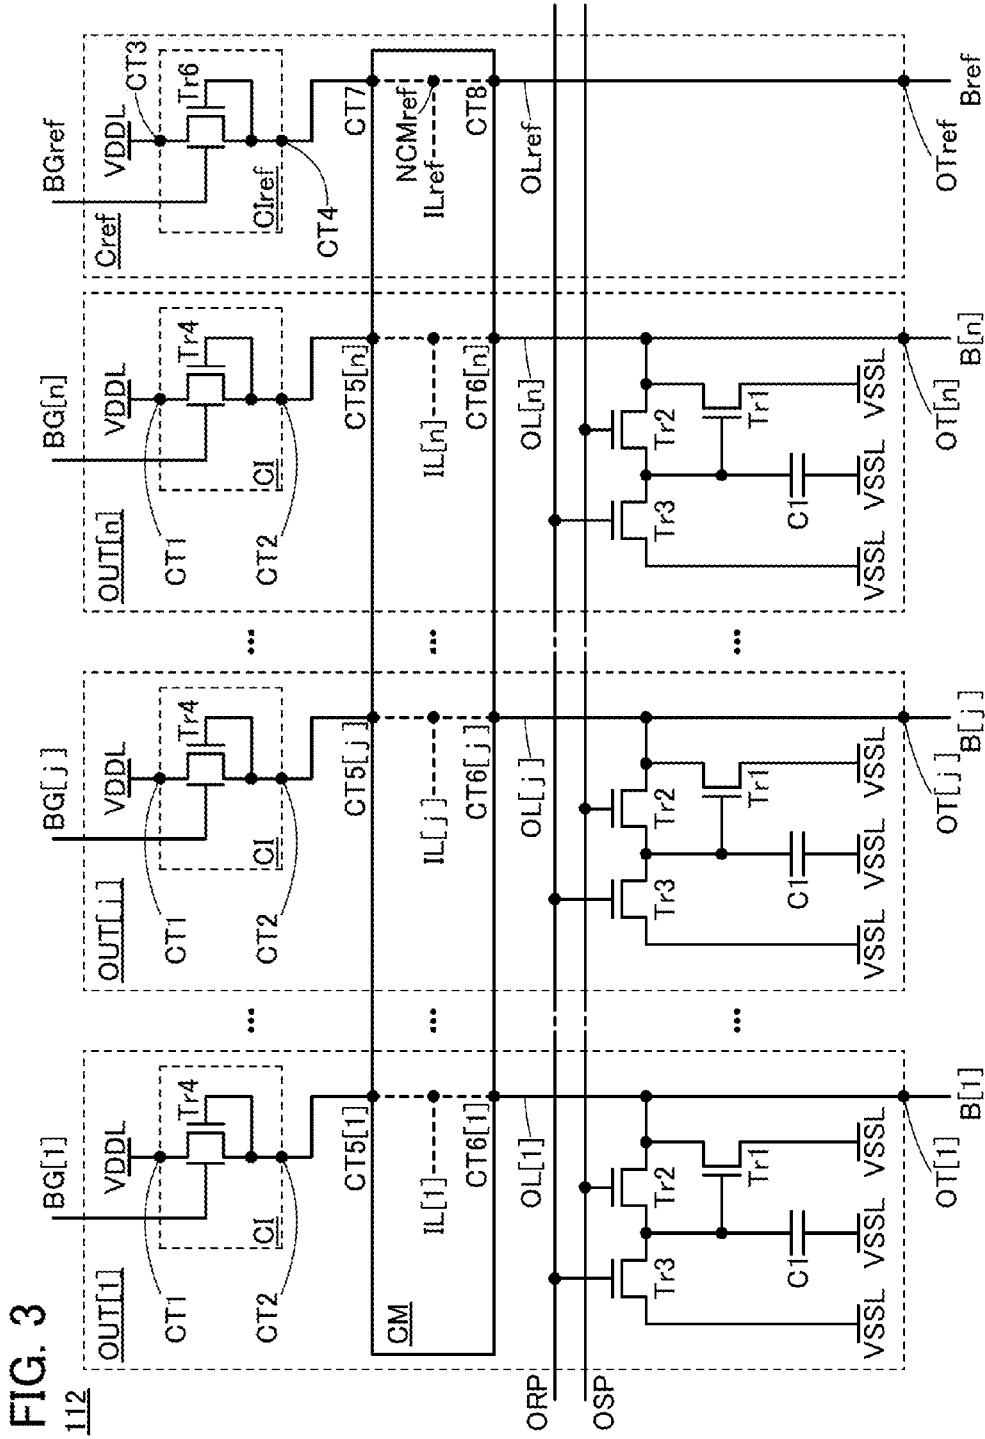 FIG. 3
112
OUT[1]
BG[1]
VDDL
Tr4
CI
CT1
CT2
CT5[1]
CM
IL[1]
CT6[1]
OL[1]
ORP
OSP
Tr3
Tr2
Tr1
C1
VSSL
VSSL
VSSL
OT[1]
B[1]
...
...
...
OUT[j]
BG[j]
VDDL
Tr4
CI
CT1
CT2
CT5[j]
IL[j]
CT6[j]
OL[j]
Tr3
Tr2
Tr1
C1
VSSL
VSSL
VSSL
OT[j]
B[j]
...
...
...
OUT[n]
BG[n]
VDDL
Tr4
CI
CT1
CT2
CT5[n]
IL[n]
CT6[n]
OL[n]
Tr3
Tr2
Tr1
C1
VSSL
VSSL
VSSL
OT[n]
B[n]
Cref
BGref
VDDL
CT3
Tr6
CIref
CT4
CT7
NCMref
ILref
CT8
OLref
OTref
Bref